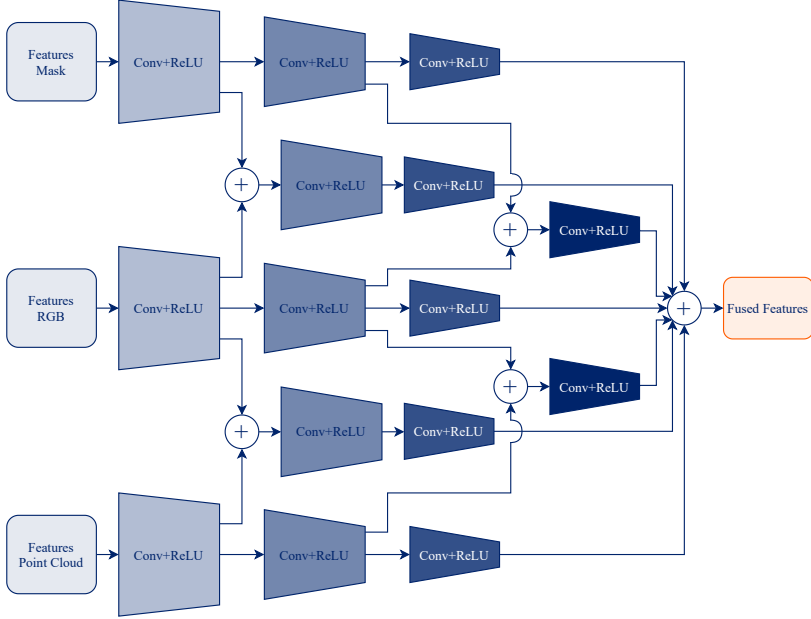 Features
Mask
Conv+ReLU
Conv+ReLU
Conv+ReLU
+
Conv+ReLU
Conv+ReLU
+
Conv+ReLU
Features
RGB
Conv+ReLU
Conv+ReLU
Conv+ReLU
+
Fused Features
+
Conv+ReLU
+
Conv+ReLU
Conv+ReLU
Features
Point Cloud
Conv+ReLU
Conv+ReLU
Conv+ReLU